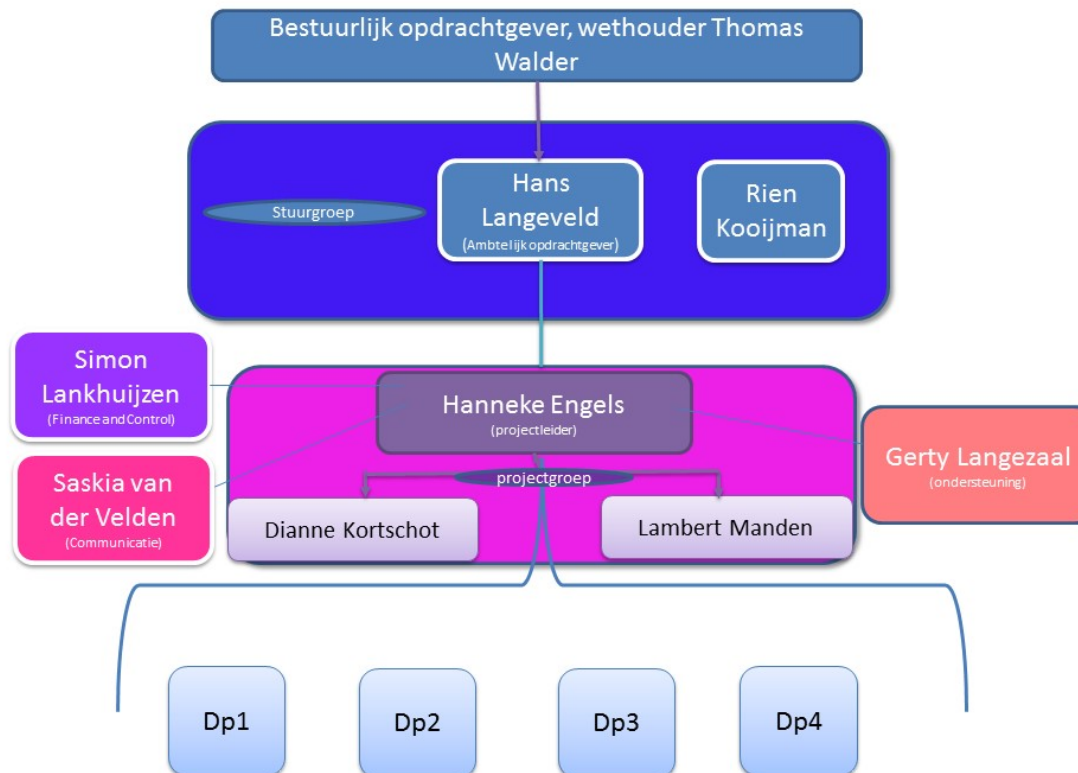 Bestuurlijk opdrachtgever, wethouder Thomas
Walder
Stuurgroep
Hans
Langeveld
(Ambtelijk opdrachtgever)
Rien
Kooijman
Simon
Lankhuijzen
(Finance and Control)
Hanneke Engels
(projectleider)
Saskia van
der Velden
(Communicatie)
Gerty Langezaal
(ondersteuning)
projectgroep
Dianne Kortschot
Lambert Manden
Dp1
Dp2
Dp3
Dp4